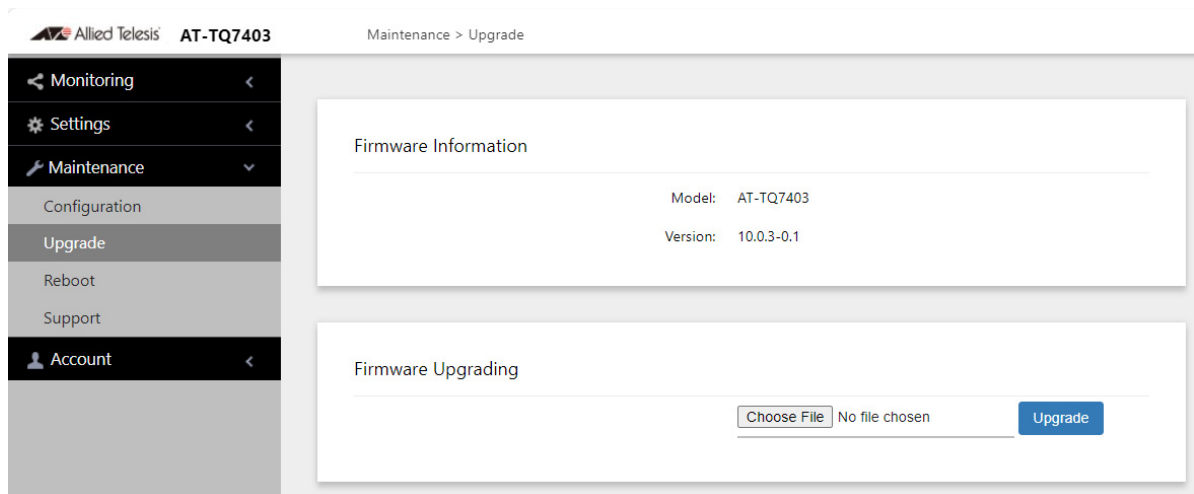 Allied Telesis AT-TQ7403 Maintenance > Upgrade
Monitoring
Settings
Maintenance
Configuration
Upgrade
Reboot
Support
Account
Firmware Information
Model: AT-TQ7403
Version: 10.0.3-0.1
Firmware Upgrading
Choose File No file chosen Upgrade